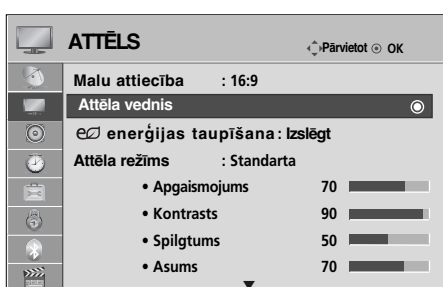 ATTĒLS Pārvietot OK
Malu attiecība : 16:9
Attēla vednis
eco enerģijas taupīšana : Izslēgt
Attēla režīms : Standarta
• Apgaismojums 70
• Kontrasts 90
• Spilgtums 50
• Asums 70